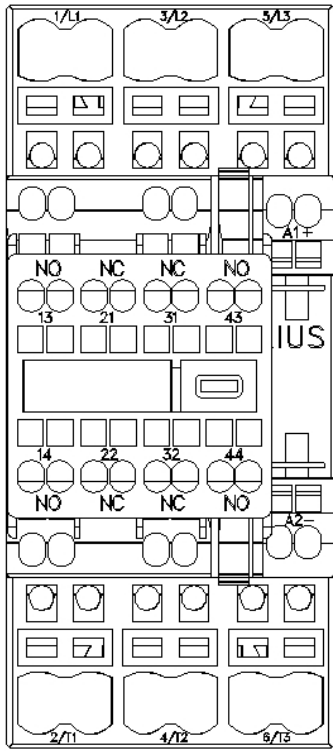 1/L1 3/L2 5/L3
A1+
NO NC NC NO
13 21 31 43
IUS
14 22 32 44
NO NC NC NO
A2-
2/T1 4/T2 6/T3